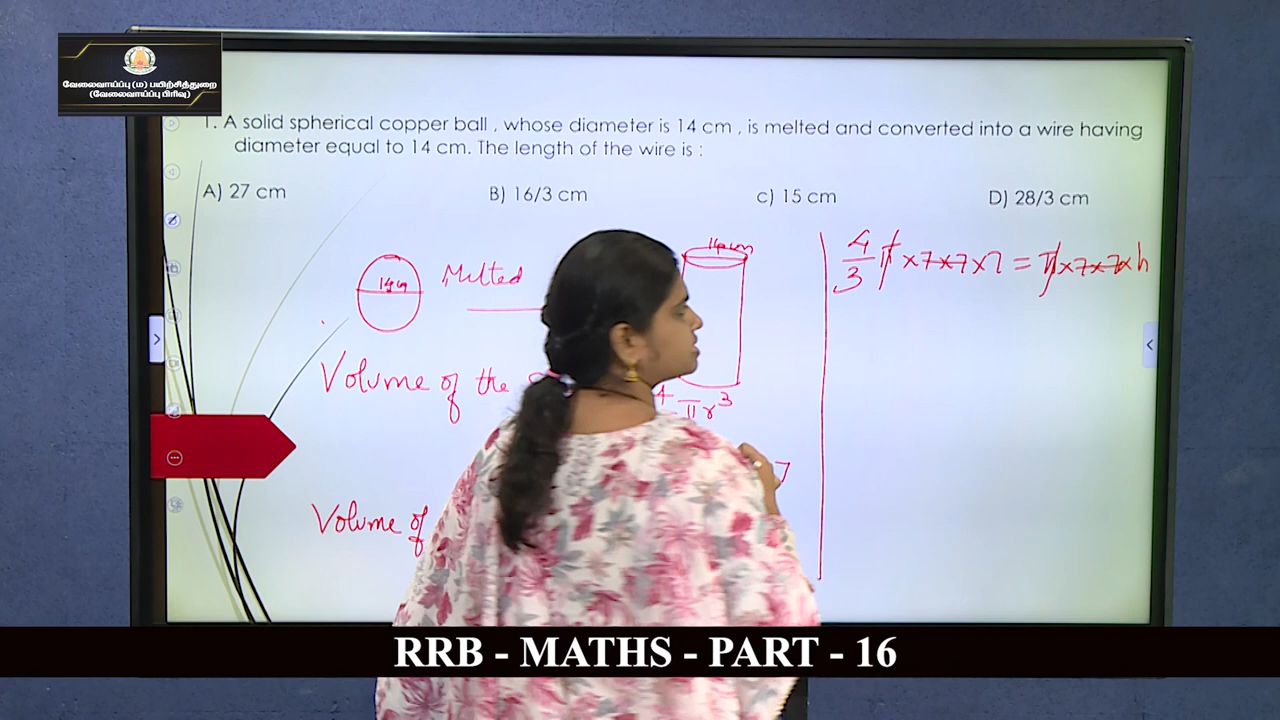 வேலைவாய்ப்பு (ம) பயிற்சித்துறை
(வேலைவாய்ப்பு பிரிவு)
1. A solid spherical copper ball , whose diameter is 14 cm , is melted and converted into a wire having
diameter equal to 14 cm. The length of the wire is :
A) 27 cm B) 16/3 cm c) 15 cm D) 28/3 cm
14cm Melted 14cm
4/3 π × 7 × 7 × 7 = π × 7 × 7 × h
Volume of the
4 π r³
7
Volume of
RRB - MATHS - PART - 16